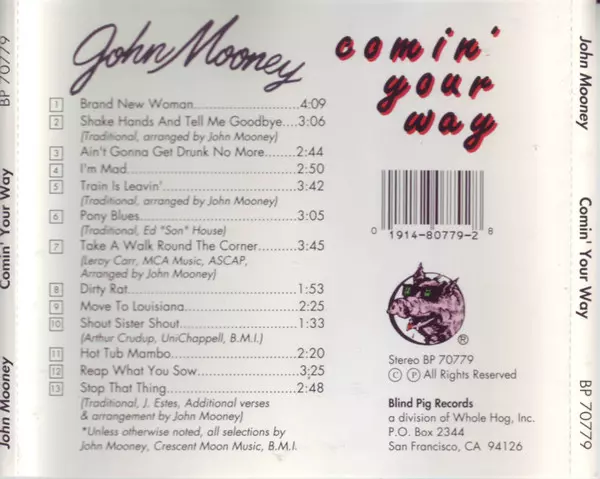 John Mooney
comin'
your
way
1 Brand New Woman....................4:09
2 Shake Hands And Tell Me Goodbye....3:06
(Traditional, arranged by John Mooney)
3 Ain't Gonna Get Drunk No More.......2:44
4 I'm Mad..................................2:50
5 Train Is Leavin'...........................3:42
(Traditional, arranged by John Mooney)
6 Pony Blues................................3:05
(Traditional, Ed "Son" House)
7 Take A Walk Round The Corner.........3:45
(Leroy Carr, MCA Music, ASCAP,
Arranged by John Mooney)
8 Dirty Rat..................................1:53
9 Move To Louisiana......................2:25
10 Shout Sister Shout......................1:33
(Arthur Crudup, UniChappell, B.M.I.)
11 Hot Tub Mambo.........................2:20
12 Reap What You Sow....................3:25
13 Stop That Thing.........................2:48
(Traditional, J. Estes, Additional verses
& arrangement by John Mooney)
*Unless otherwise noted, all selections by
John Mooney, Crescent Moon Music, B.M.I.
0 1914-80779-2 8
®
Stereo BP 70779
© ℗ All Rights Reserved
Blind Pig Records
a division of Whole Hog, Inc.
P.O. Box 2344
San Francisco, CA 94126
John Mooney Comin' Your Way BP 70779
John Mooney Comin' Your Way BP 70779